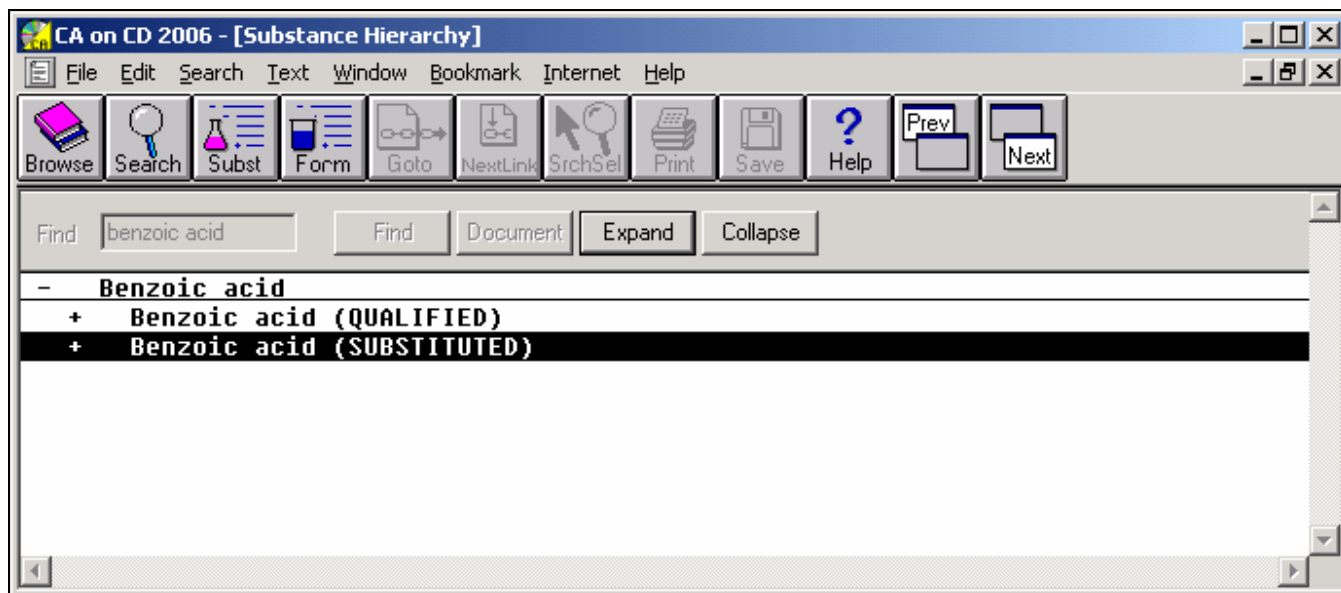 CA on CD 2006 - [Substance Hierarchy]
File Edit Search Text Window Bookmark Internet Help
Browse Search Subst Form Goto NextLink SrchSel Print Save Help Prev Next
Find benzoic acid Find Document Expand Collapse
- Benzoic acid
+ Benzoic acid (QUALIFIED)
+ Benzoic acid (SUBSTITUTED)